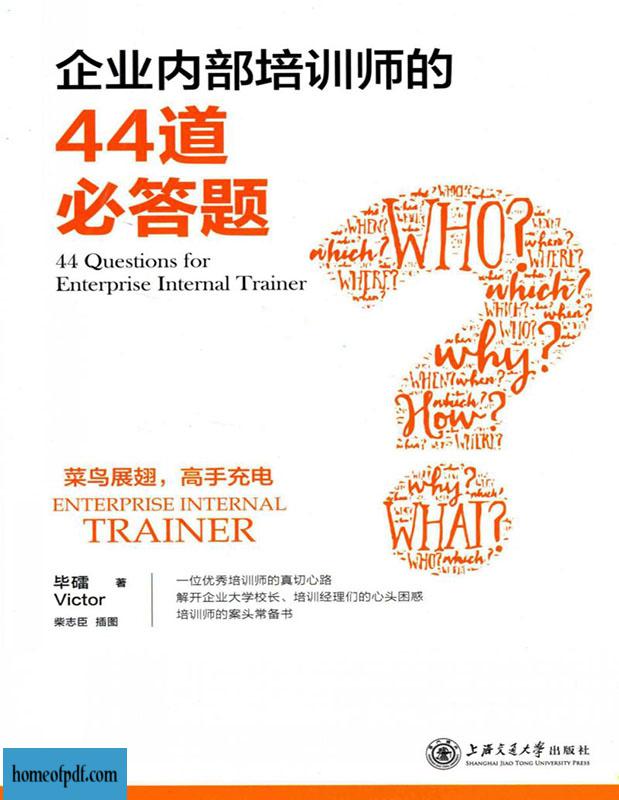 企业内部培训师的
44道
必答题
44 Questions for
Enterprise Internal Trainer
WHO?
which?
WHERE?
WHEN?
where?
WHERE?
which?
WHICH?
WHO?
why?
WHEN?
when?
which?
How?
WHERE?
why?
which?
WHAT?
WHO?
which?
菜鸟展翅，高手充电
ENTERPRISE INTERNAL
TRAINER
毕礌 著
Victor
柴志臣 插图
一位优秀培训师的真切心路
解开企业大学校长、培训经理们的心头困惑
培训师的案头常备书
上海交通大学出版社
SHANGHAI JIAO TONG UNIVERSITY PRESS
homeofpdf.com